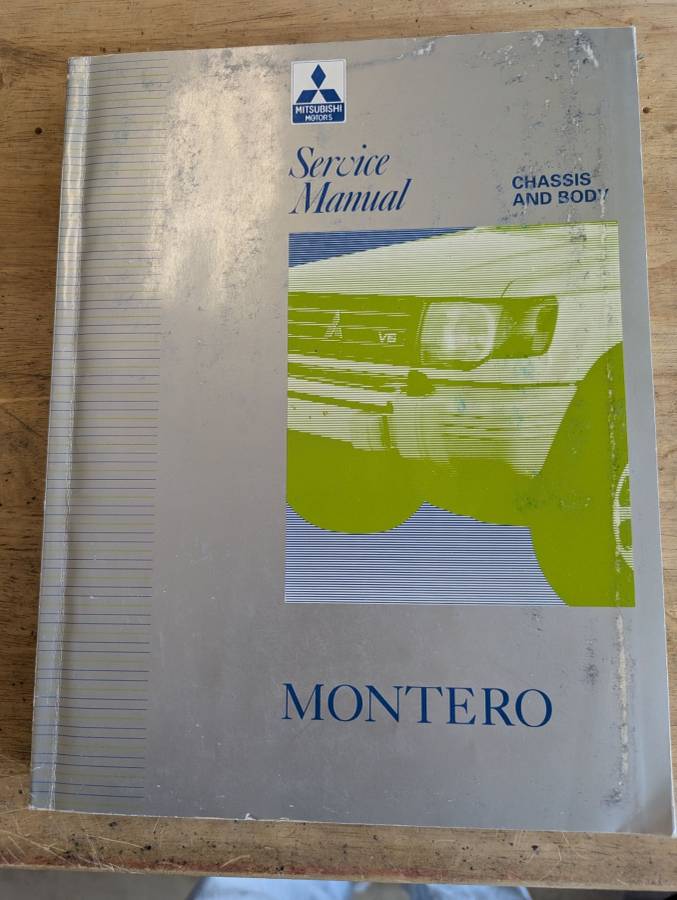 MITSUBISHI
MOTORS
Service
Manual
CHASSIS
AND BODY
V6
MONTERO